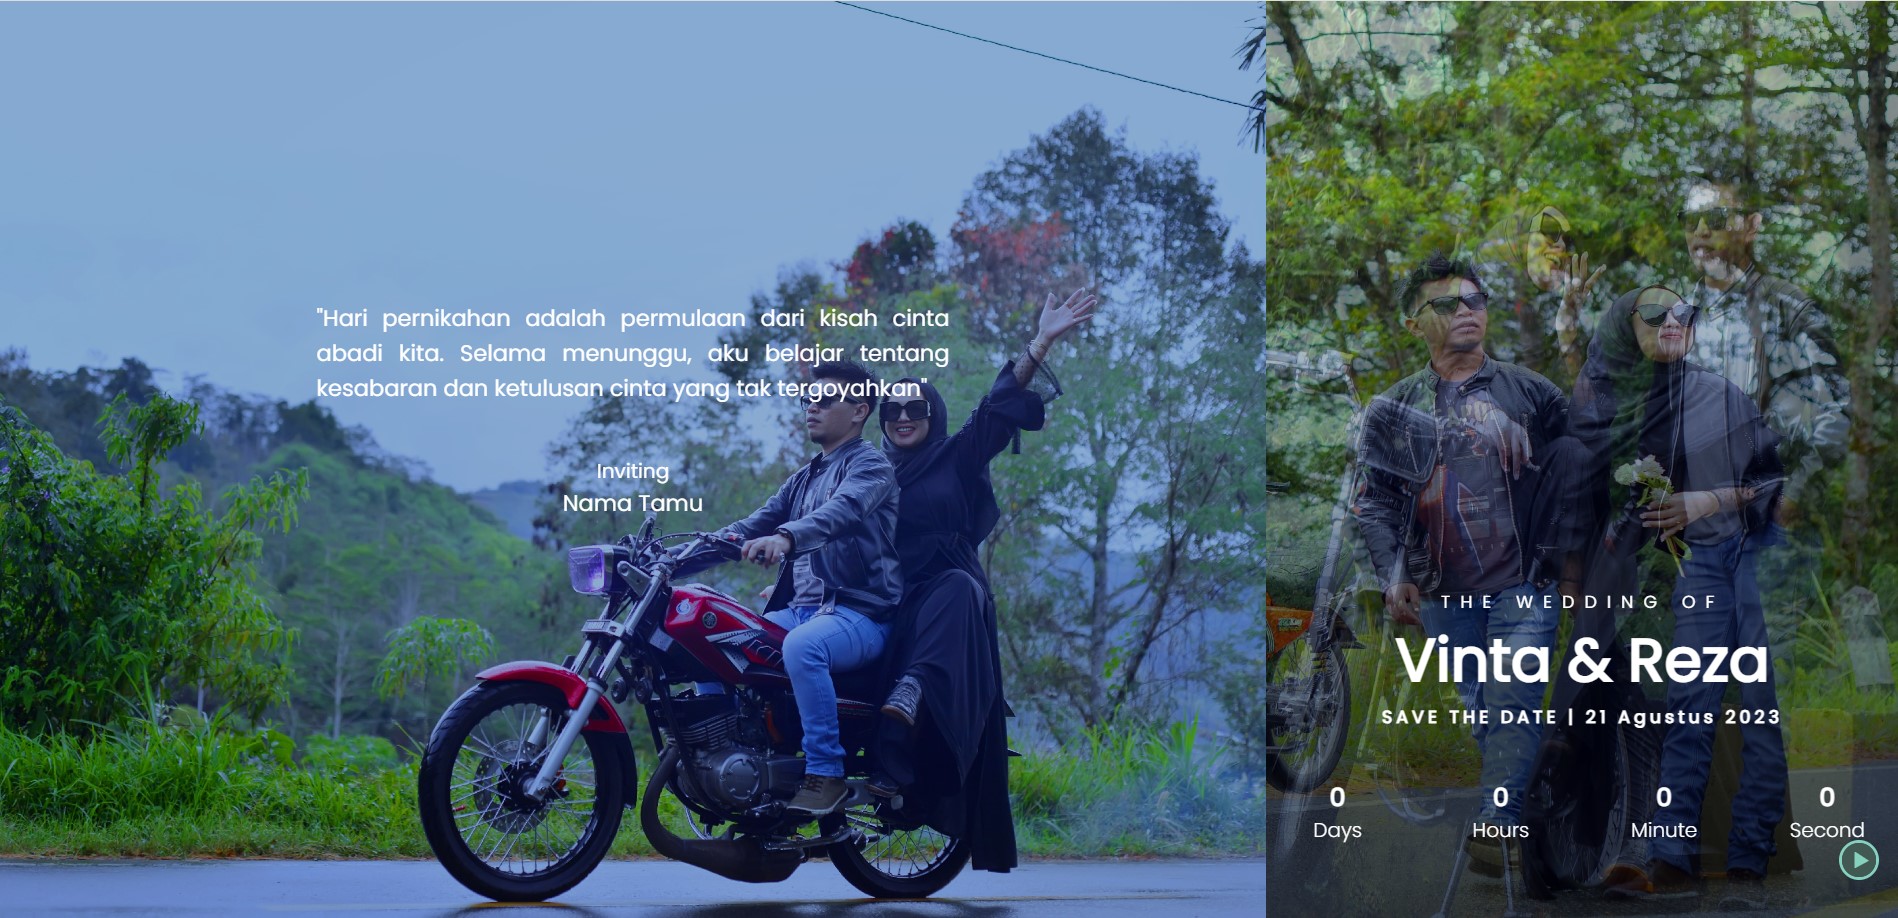 "Hari pernikahan adalah permulaan dari kisah cinta
abadi kita. Selama menunggu, aku belajar tentang
kesabaran dan ketulusan cinta yang tak tergoyahkan"
Inviting
Nama Tamu
THE WEDDING OF
Vinta & Reza
SAVE THE DATE | 21 Agustus 2023
0 0 0 0
Days Hours Minute Second